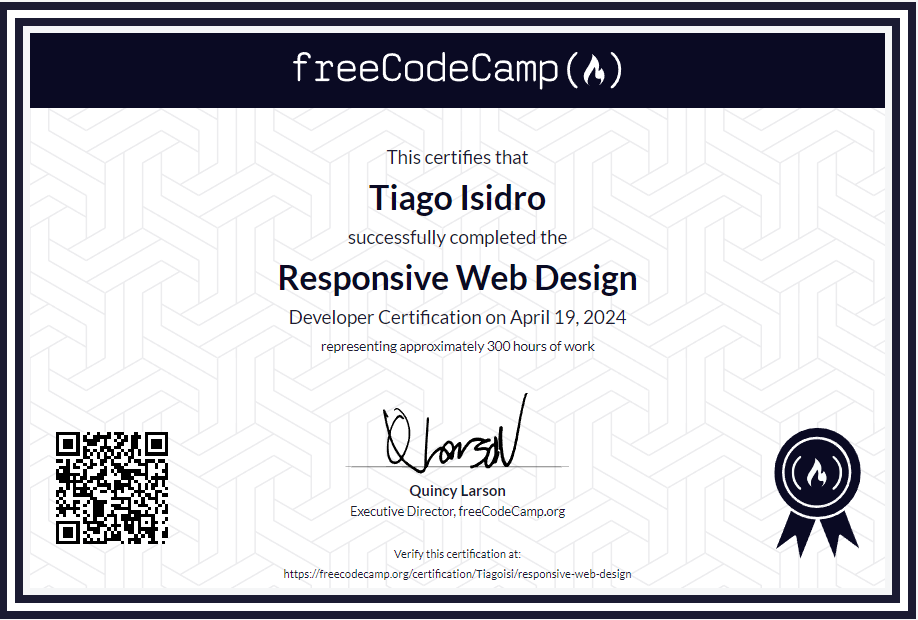 freeCodeCamp
This certifies that
Tiago Isidro
successfully completed the
Responsive Web Design
Developer Certification on April 19, 2024
representing approximately 300 hours of work
QLarson
Quincy Larson
Executive Director, freeCodeCamp.org
Verify this certification at:
https://freecodecamp.org/certification/Tiagoisi/responsive-web-design